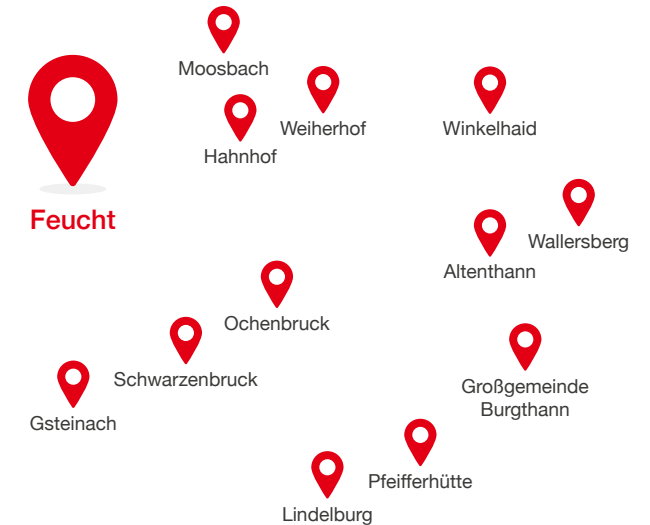 Moosbach
Weiherhof
Winkelhaid
Hahnhof
Feucht
Wallersberg
Altenthann
Ochenbruck
Schwarzenbruck
Großgemeinde
Burgthann
Gsteinach
Pfeifferhütte
Lindelburg